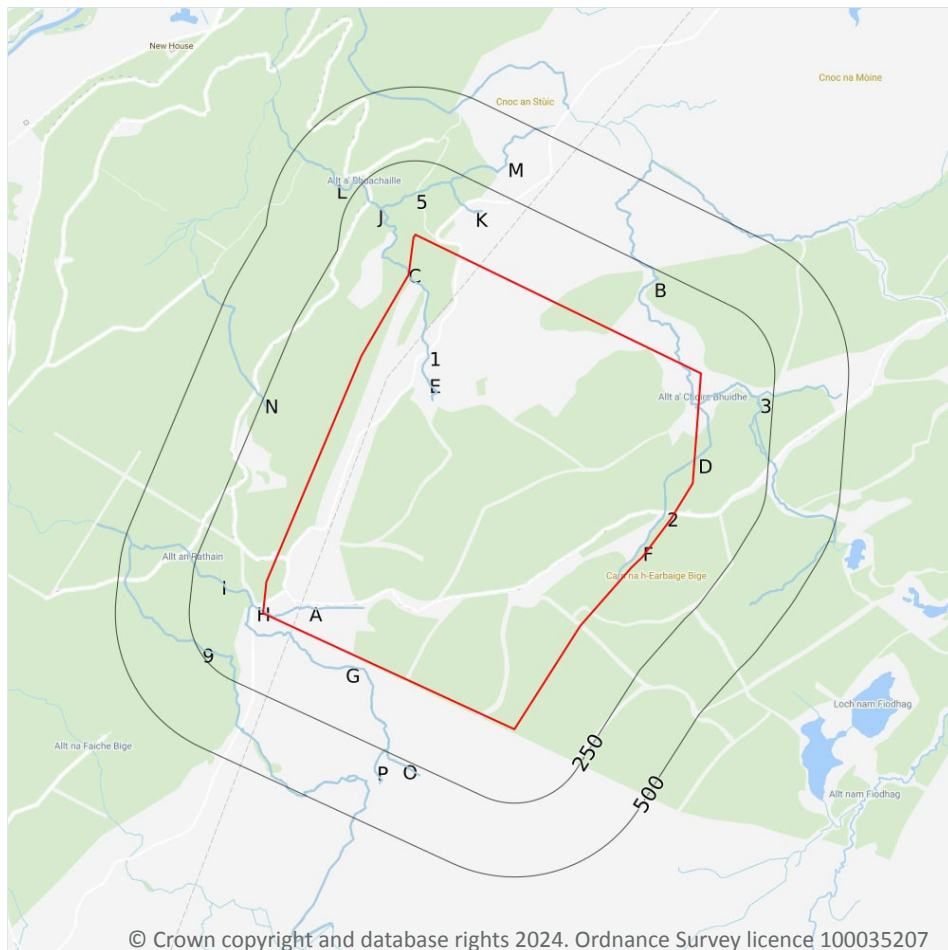 New House
Cnoc na Mòine
Cnoc an Stùic
M
Allt a' Bhuachaille
L
5
J
K
C
B
1
E
Allt a' Choire Bhuidhe
N
3
D
2
Allt an Rathain
F
Carn na h-Earbaige Bige
i
H
A
9
G
Loch nam Fiodhag
Allt na Faiche Bige
250
P
O
500
Allt nam Fiodhag
© Crown copyright and database rights 2024. Ordnance Survey licence 100035207